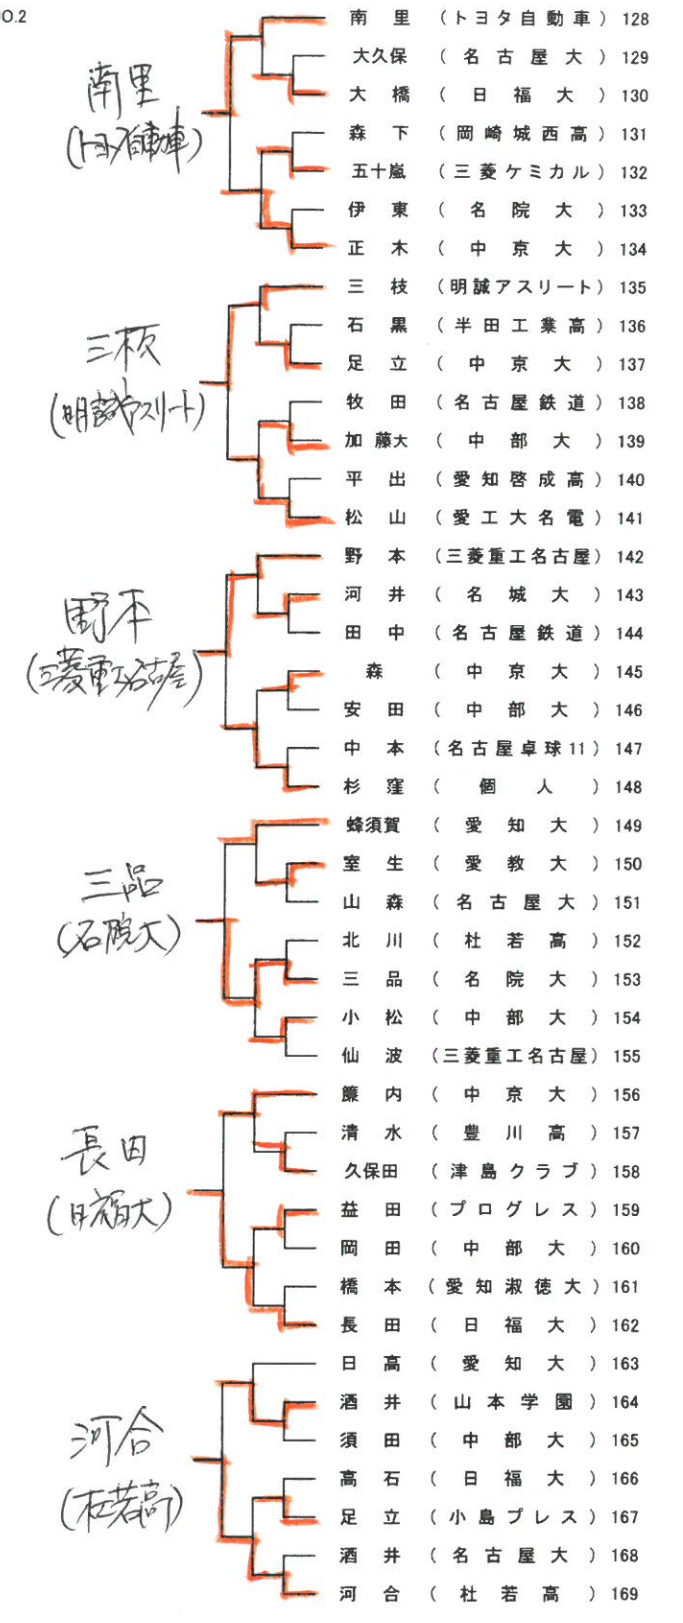 O.2
南里 (トヨタ自動車) 128
大久保 (名古屋大) 129
大橋 (日福大) 130
森下 (岡崎城西高) 131
五十嵐 (三菱ケミカル) 132
伊東 (名院大) 133
正木 (中京大) 134
南里
(トヨタ自動車)
三枝 (明誠アスリート) 135
石黒 (半田工業高) 136
足立 (中京大) 137
牧田 (名古屋鉄道) 138
加藤大 (中部大) 139
平出 (愛知啓成高) 140
松山 (愛工大名電) 141
三枝
(明誠アスリート)
野本 (三菱重工名古屋) 142
河井 (名城大) 143
田中 (名古屋鉄道) 144
森 (中京大) 145
安田 (中部大) 146
中本 (名古屋卓球11) 147
杉窪 (個人) 148
野本
(三菱重工名古屋)
蜂須賀 (愛知大) 149
室生 (愛教大) 150
山森 (名古屋大) 151
北川 (杜若高) 152
三品 (名院大) 153
小松 (中部大) 154
仙波 (三菱重工名古屋) 155
三品
(名院大)
簾内 (中京大) 156
清水 (豊川高) 157
久保田 (津島クラブ) 158
益田 (プログレス) 159
岡田 (中部大) 160
橋本 (愛知淑徳大) 161
長田 (日福大) 162
長田
(日福大)
日高 (愛知大) 163
酒井 (山本学園) 164
須田 (中部大) 165
高石 (日福大) 166
足立 (小島プレス) 167
酒井 (名古屋大) 168
河合 (杜若高) 169
河合
(杜若高)